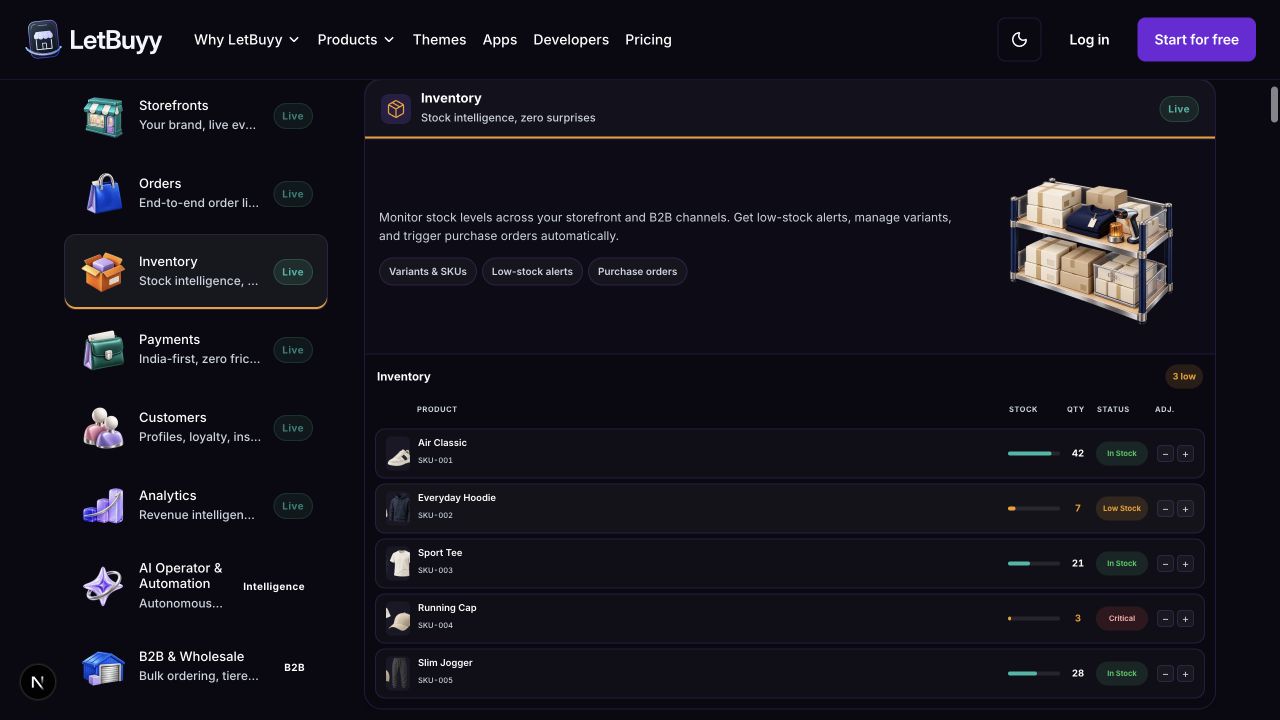 LetBuyy
Why LetBuyy
Products
Themes
Apps
Developers
Pricing
Log in
Start for free
Storefronts
Your brand, live ev...
Live
Orders
End-to-end order li...
Live
Inventory
Stock intelligence, ...
Live
Payments
India-first, zero fric...
Live
Customers
Profiles, loyalty, ins...
Live
Analytics
Revenue intelligen...
Live
AI Operator &
Automation
Autonomous...
Intelligence
B2B & Wholesale
Bulk ordering, tiere...
B2B
N
Inventory
Stock intelligence, zero surprises
Live
Monitor stock levels across your storefront and B2B channels. Get low-stock alerts, manage variants,
and trigger purchase orders automatically.
Variants & SKUs
Low-stock alerts
Purchase orders
Inventory
3 low
PRODUCT STOCK QTY STATUS ADJ.
Air Classic
SKU-001
42 In Stock − +
Everyday Hoodie
SKU-002
7 Low Stock − +
Sport Tee
SKU-003
21 In Stock − +
Running Cap
SKU-004
3 Critical − +
Slim Jogger
SKU-005
28 In Stock − +